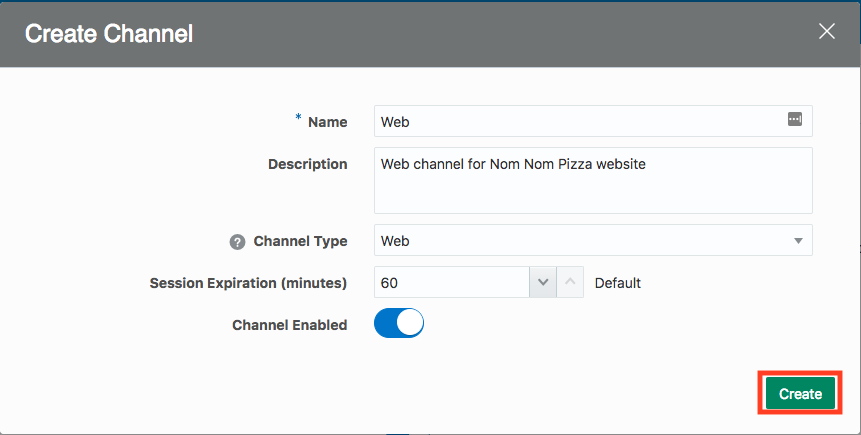 Create Channel
* Name Web
Description Web channel for Nom Nom Pizza website
? Channel Type Web
Session Expiration (minutes) 60 Default
Channel Enabled
Create